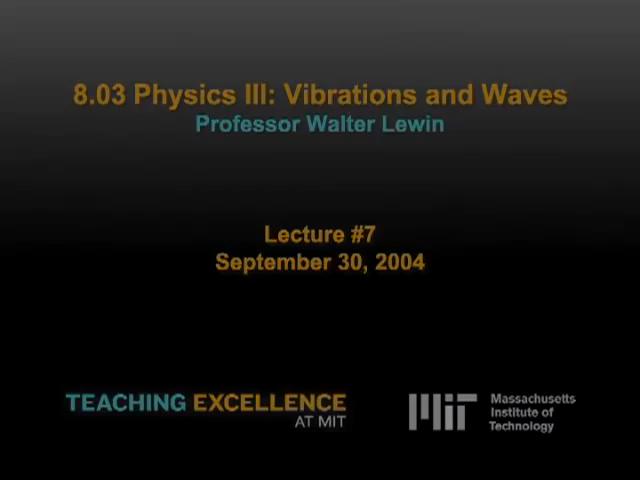 8.03 Physics III: Vibrations and Waves
Professor Walter Lewin
Lecture #7
September 30, 2004
TEACHING EXCELLENCE
AT MIT
MIT
Massachusetts
Institute of
Technology